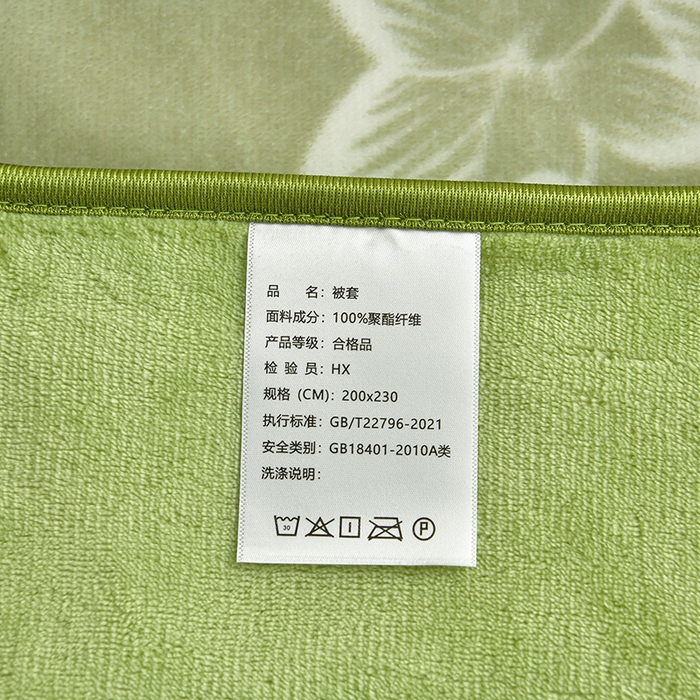 品 名：被套
面料成分：100%聚酯纤维
产品等级：合格品
检 验 员：HX
规格 (CM)：200x230
执行标准：GB/T22796-2021
安全类别：GB18401-2010A类
洗涤说明：
30 P